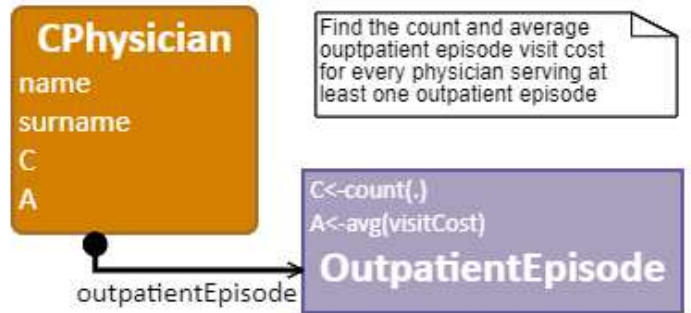 CPhysician
name
surname
C
A
Find the count and average
ouptpatient episode visit cost
for every physician serving at
least one outpatient episode
C<-count(.)
A<-avg(visitCost)
OutpatientEpisode
outpatientEpisode